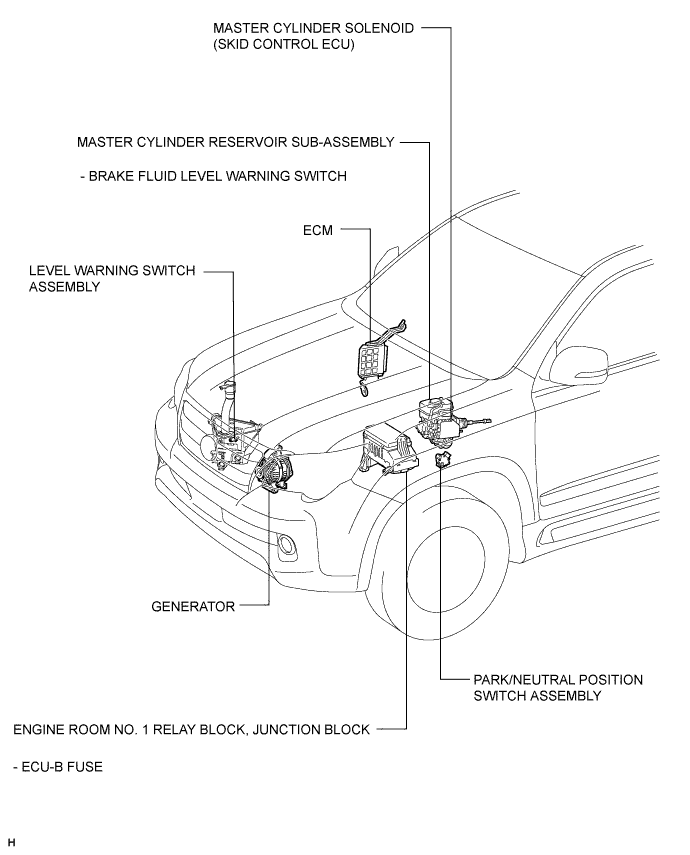 MASTER CYLINDER SOLENOID
(SKID CONTROL ECU)
MASTER CYLINDER RESERVOIR SUB-ASSEMBLY
- BRAKE FLUID LEVEL WARNING SWITCH
ECM
LEVEL WARNING SWITCH
ASSEMBLY
GENERATOR
PARK/NEUTRAL POSITION
SWITCH ASSEMBLY
ENGINE ROOM NO. 1 RELAY BLOCK, JUNCTION BLOCK
- ECU-B FUSE
H